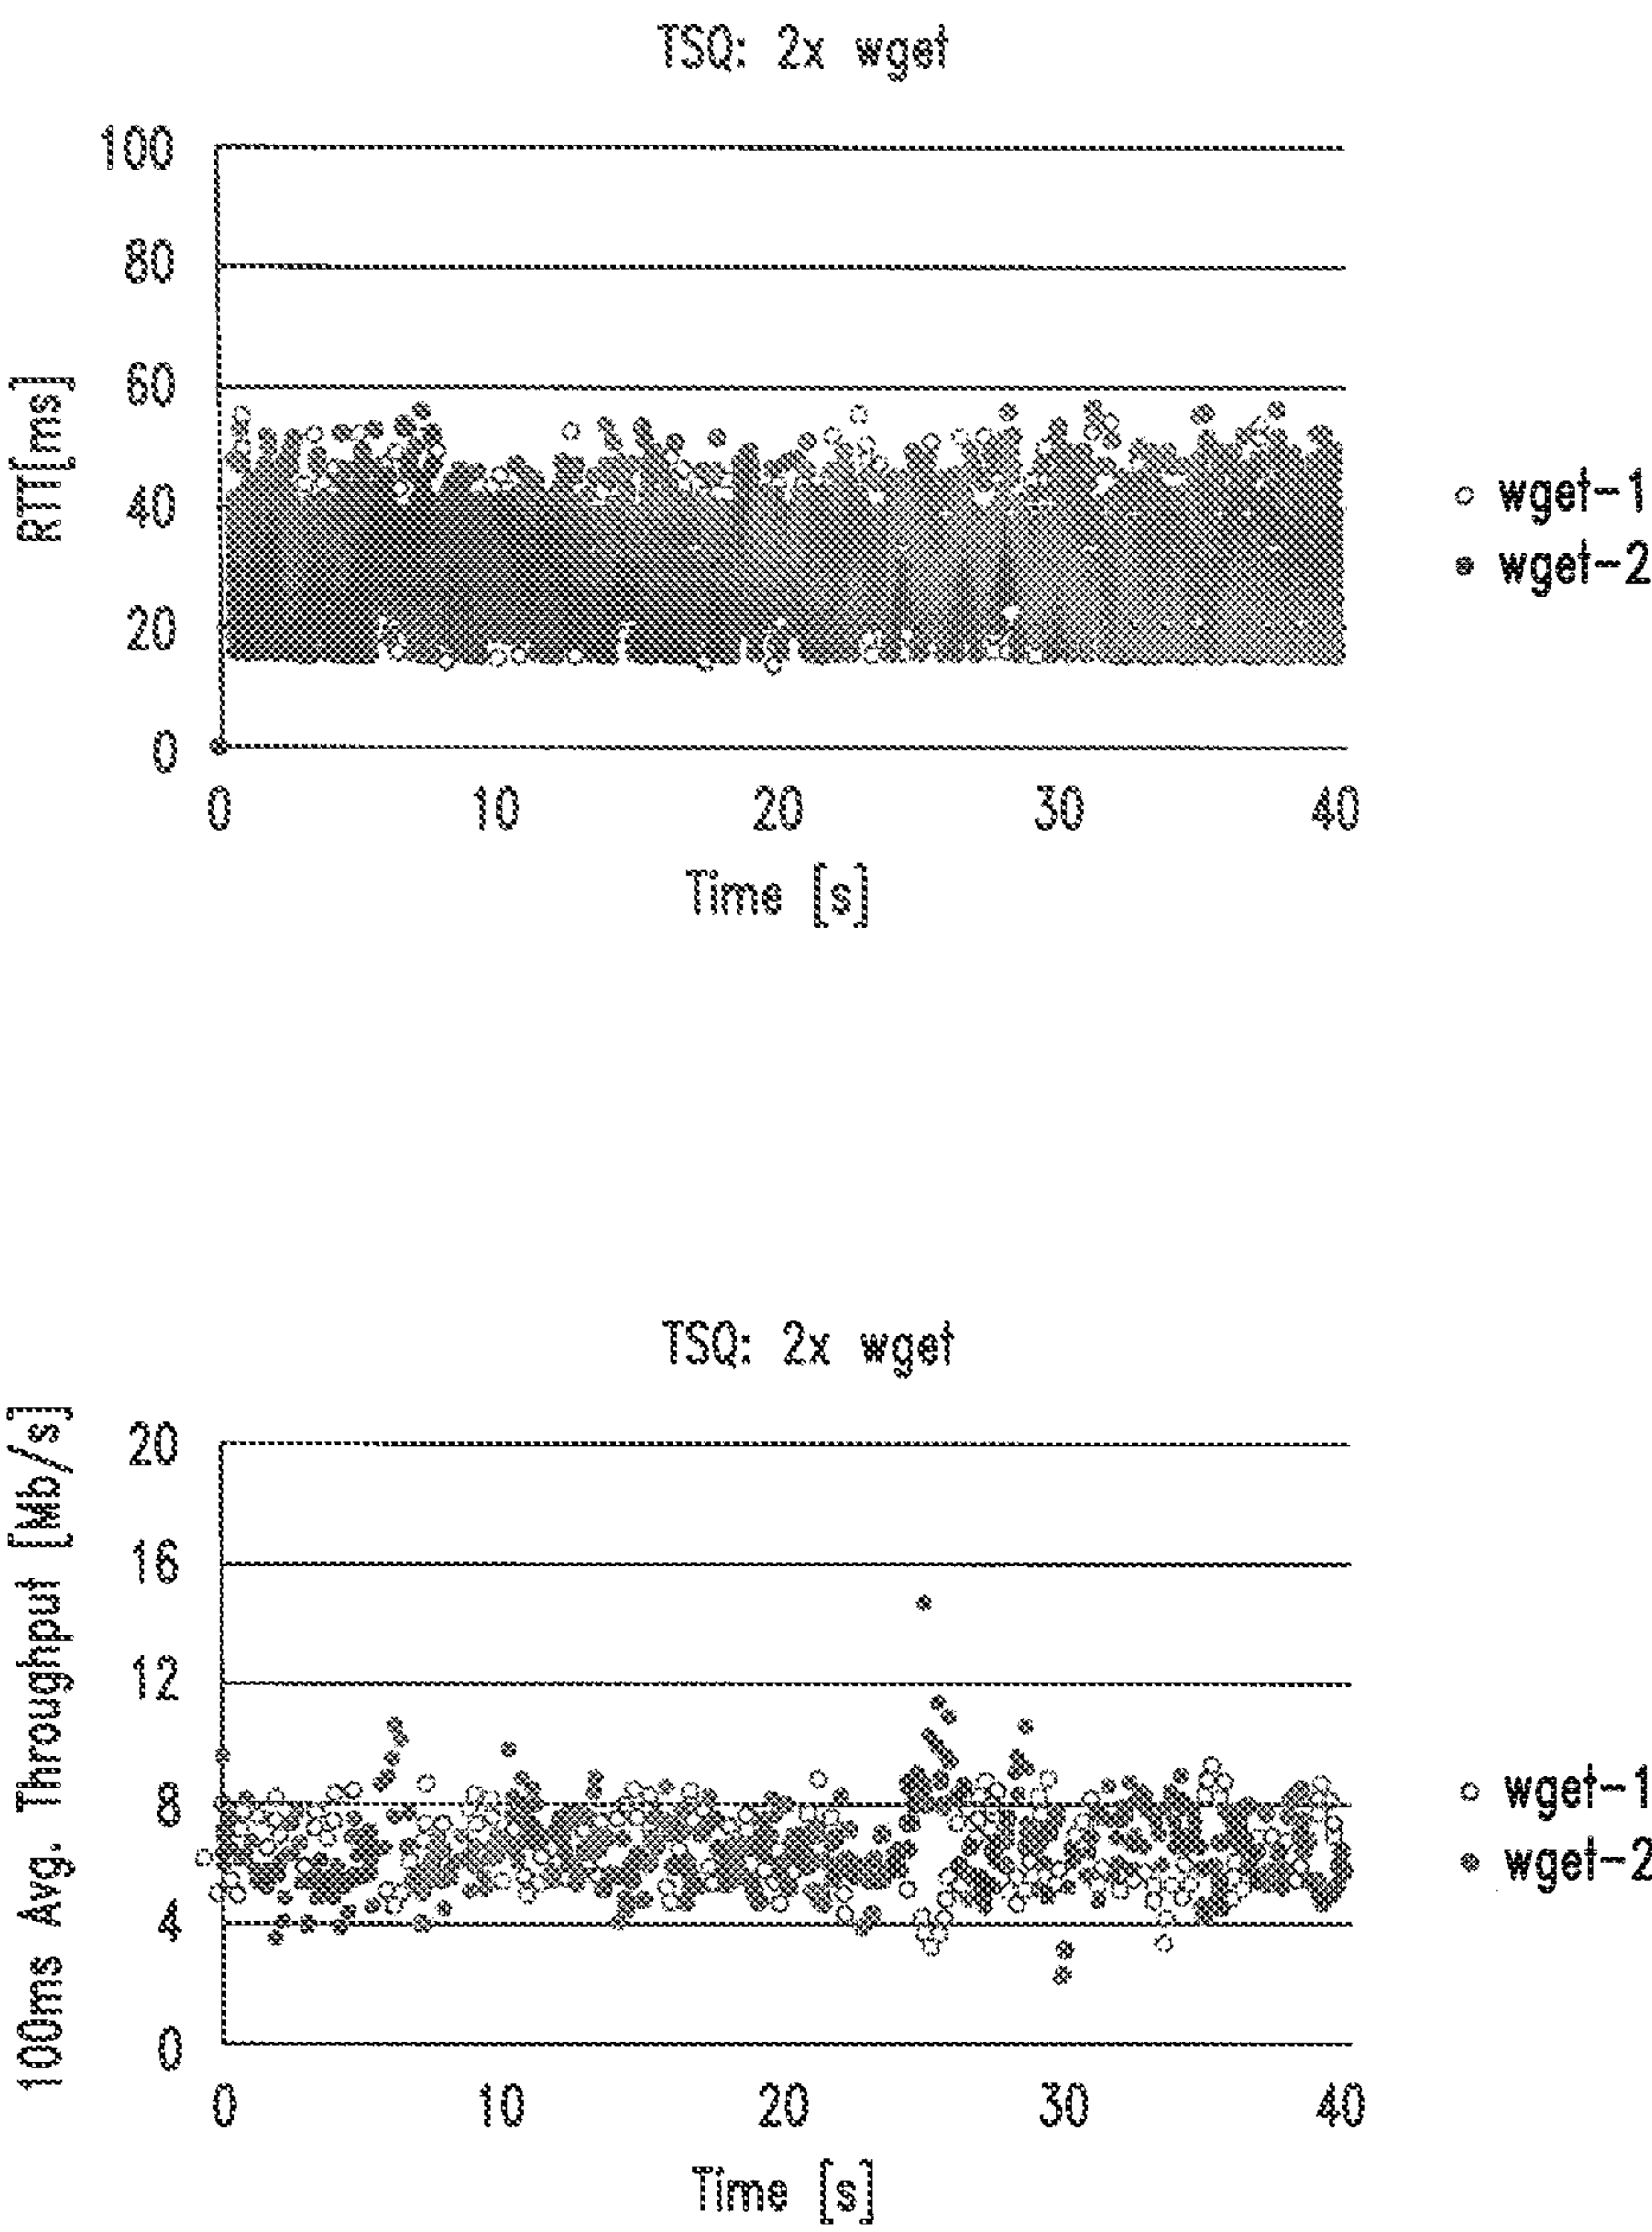 TSQ: 2x wget
RTT[ms]
100
80
60
40
20
0
0 10 20 30 40
Time [s]
wget-1
wget-2
TSQ: 2x wget
100ms Avg. Throughput [Mb/s]
20
16
12
8
4
0
0 10 20 30 40
Time [s]
wget-1
wget-2